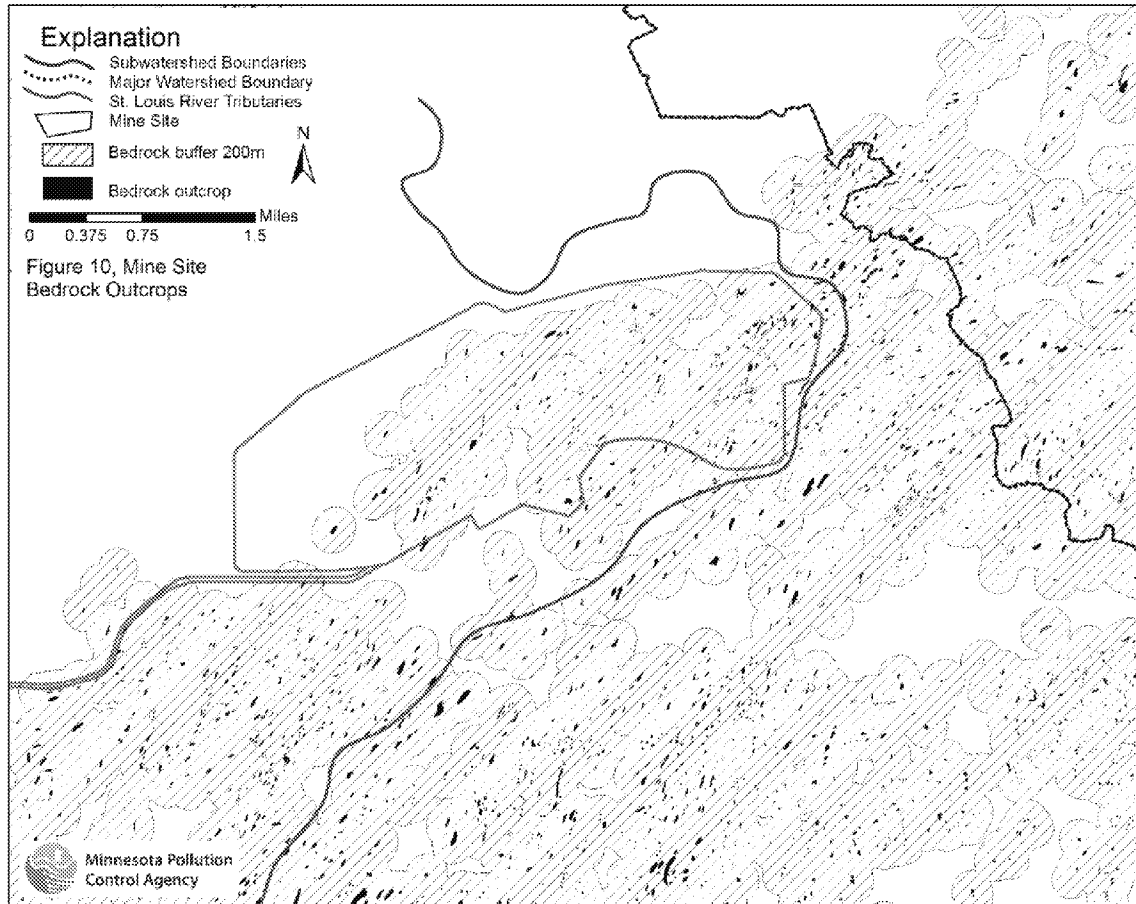 Explanation
Subwatershed Boundaries
Major Watershed Boundary
St. Louis River Tributaries
Mine Site
Bedrock buffer 200m
Bedrock outcrop
N
Miles
0 0.375 0.75 1.5
Figure 10, Mine Site
Bedrock Outcrops
Minnesota Pollution
Control Agency